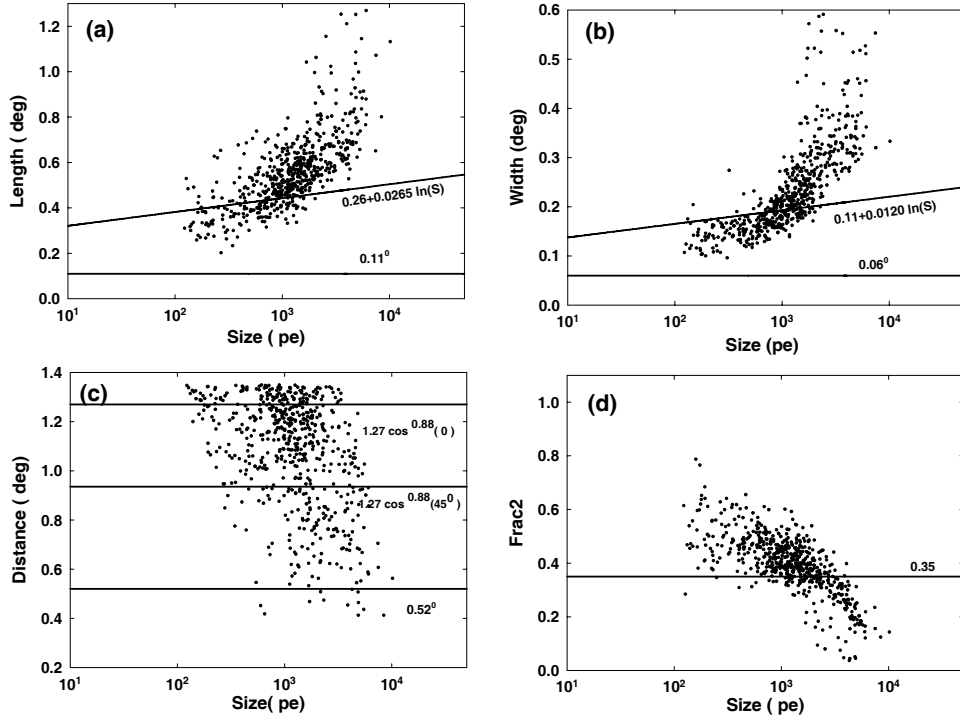 (a)
Length ( deg)
1.2
1.0
0.8
0.6
0.4
0.2
0.0
0.26+0.0265 ln(S)
0.11⁰
10¹ 10² 10³ 10⁴
Size ( pe)
(b)
Width (deg)
0.6
0.5
0.4
0.3
0.2
0.1
0.0
0.11+0.0120 ln(S)
0.06⁰
10¹ 10² 10³ 10⁴
Size (pe)
(c)
Distance ( deg)
1.4
1.2
1.0
0.8
0.6
0.4
0.2
1.27 cos ⁰·⁸⁸( 0 )
1.27 cos ⁰·⁸⁸(45⁰ )
0.52⁰
10¹ 10² 10³ 10⁴
Size( pe)
(d)
Frac2
1.0
0.8
0.6
0.4
0.2
0.0
0.35
10¹ 10² 10³ 10⁴
Size ( pe)